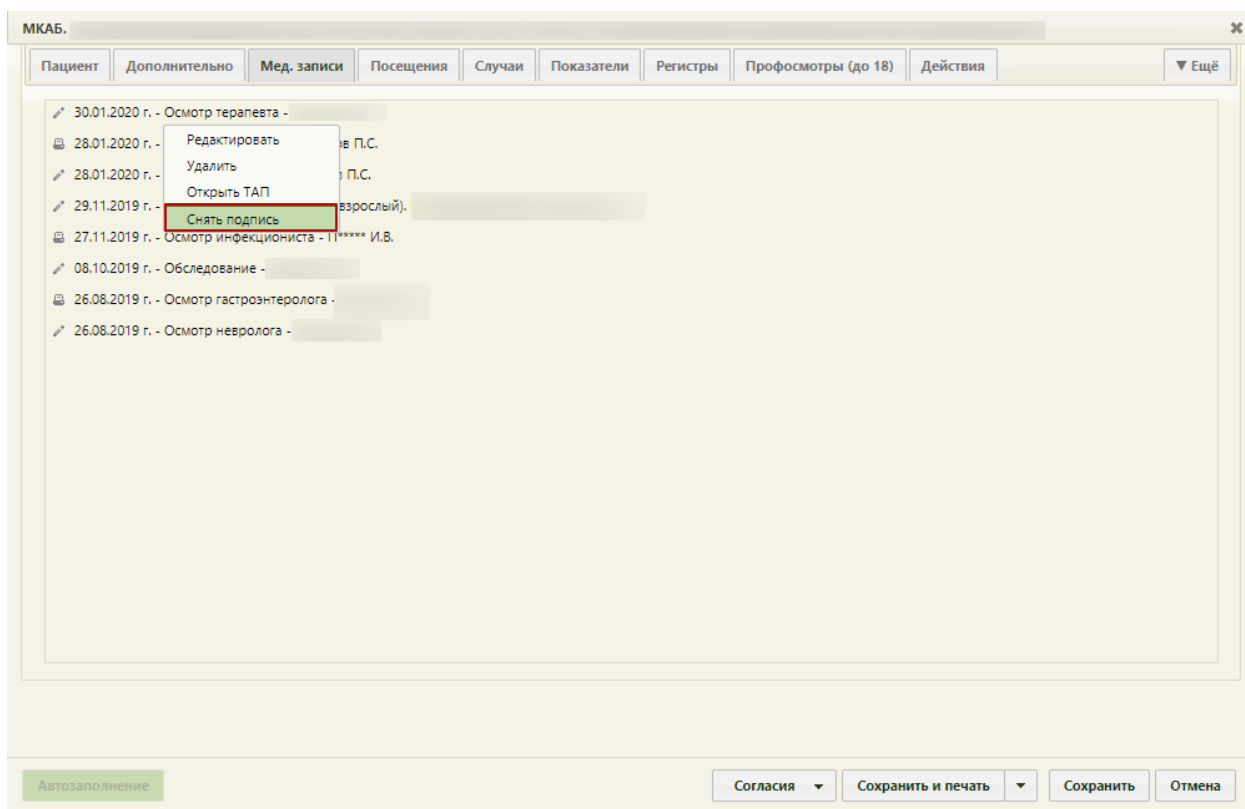 МКАБ.
Пациент Дополнительно Мед. записи Посещения Случаи Показатели Регистры Профосмотры (до 18) Действия ▼ Ещё
30.01.2020 г. - Осмотр терапевта -
Редактировать
28.01.2020 г. - в П.С.
Удалить
28.01.2020 г. - в П.С.
Открыть ТАП
29.11.2019 г. - взрослый).
Снять подпись
27.11.2019 г. - Осмотр инфекциониста - П***** И.В.
08.10.2019 г. - Обследование -
26.08.2019 г. - Осмотр гастроэнтеролога -
26.08.2019 г. - Осмотр невролога -
Автозаполнение Согласия Сохранить и печать Сохранить Отмена